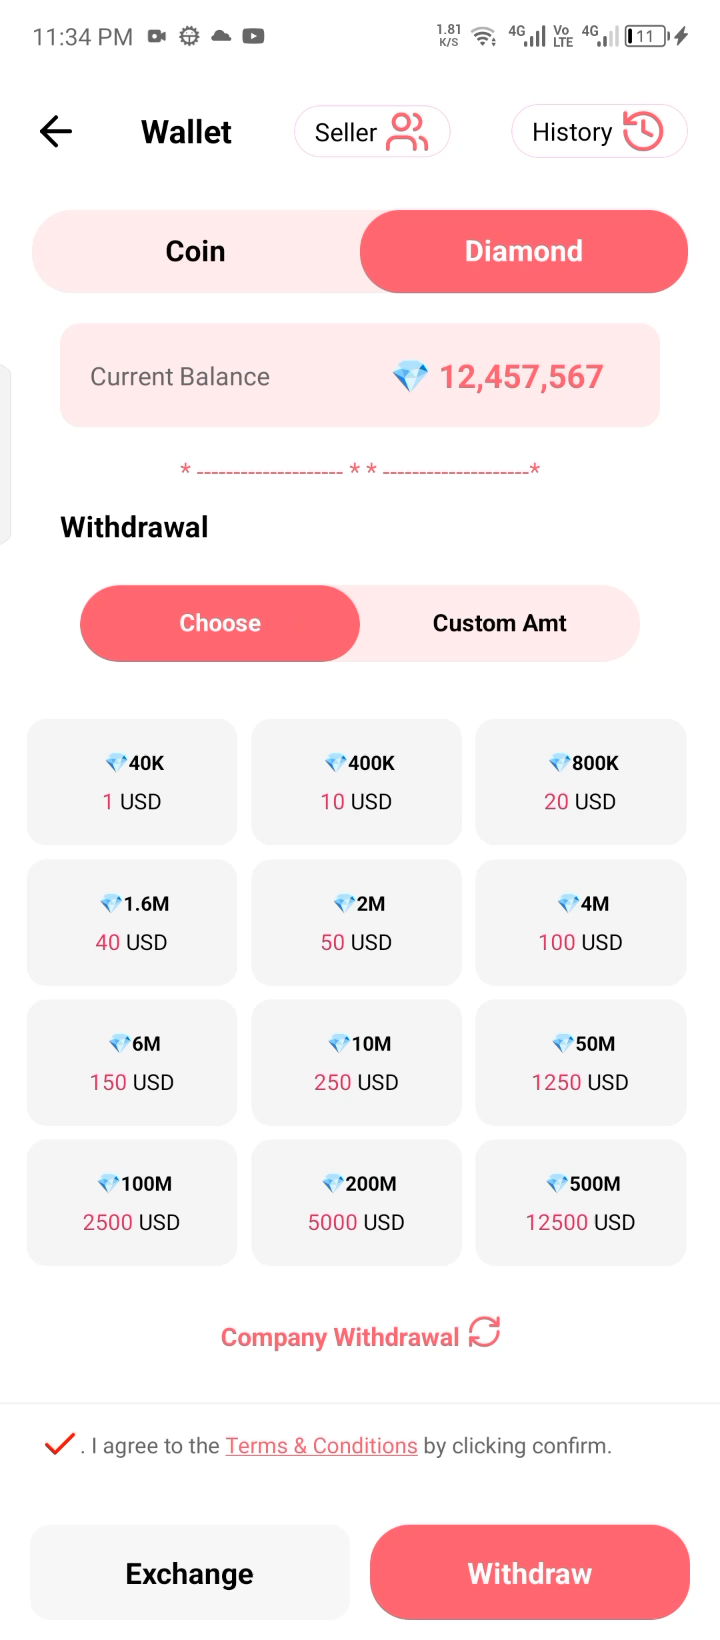 11:34 PM 1.81 K/S 4G Vo LTE 4G 11
Wallet Seller History
Coin Diamond
Current Balance 12,457,567
* -------------------- * * --------------------*
Withdrawal
Choose Custom Amt
40K 400K 800K
1 USD 10 USD 20 USD
1.6M 2M 4M
40 USD 50 USD 100 USD
6M 10M 50M
150 USD 250 USD 1250 USD
100M 200M 500M
2500 USD 5000 USD 12500 USD
Company Withdrawal
. I agree to the Terms & Conditions by clicking confirm.
Exchange Withdraw